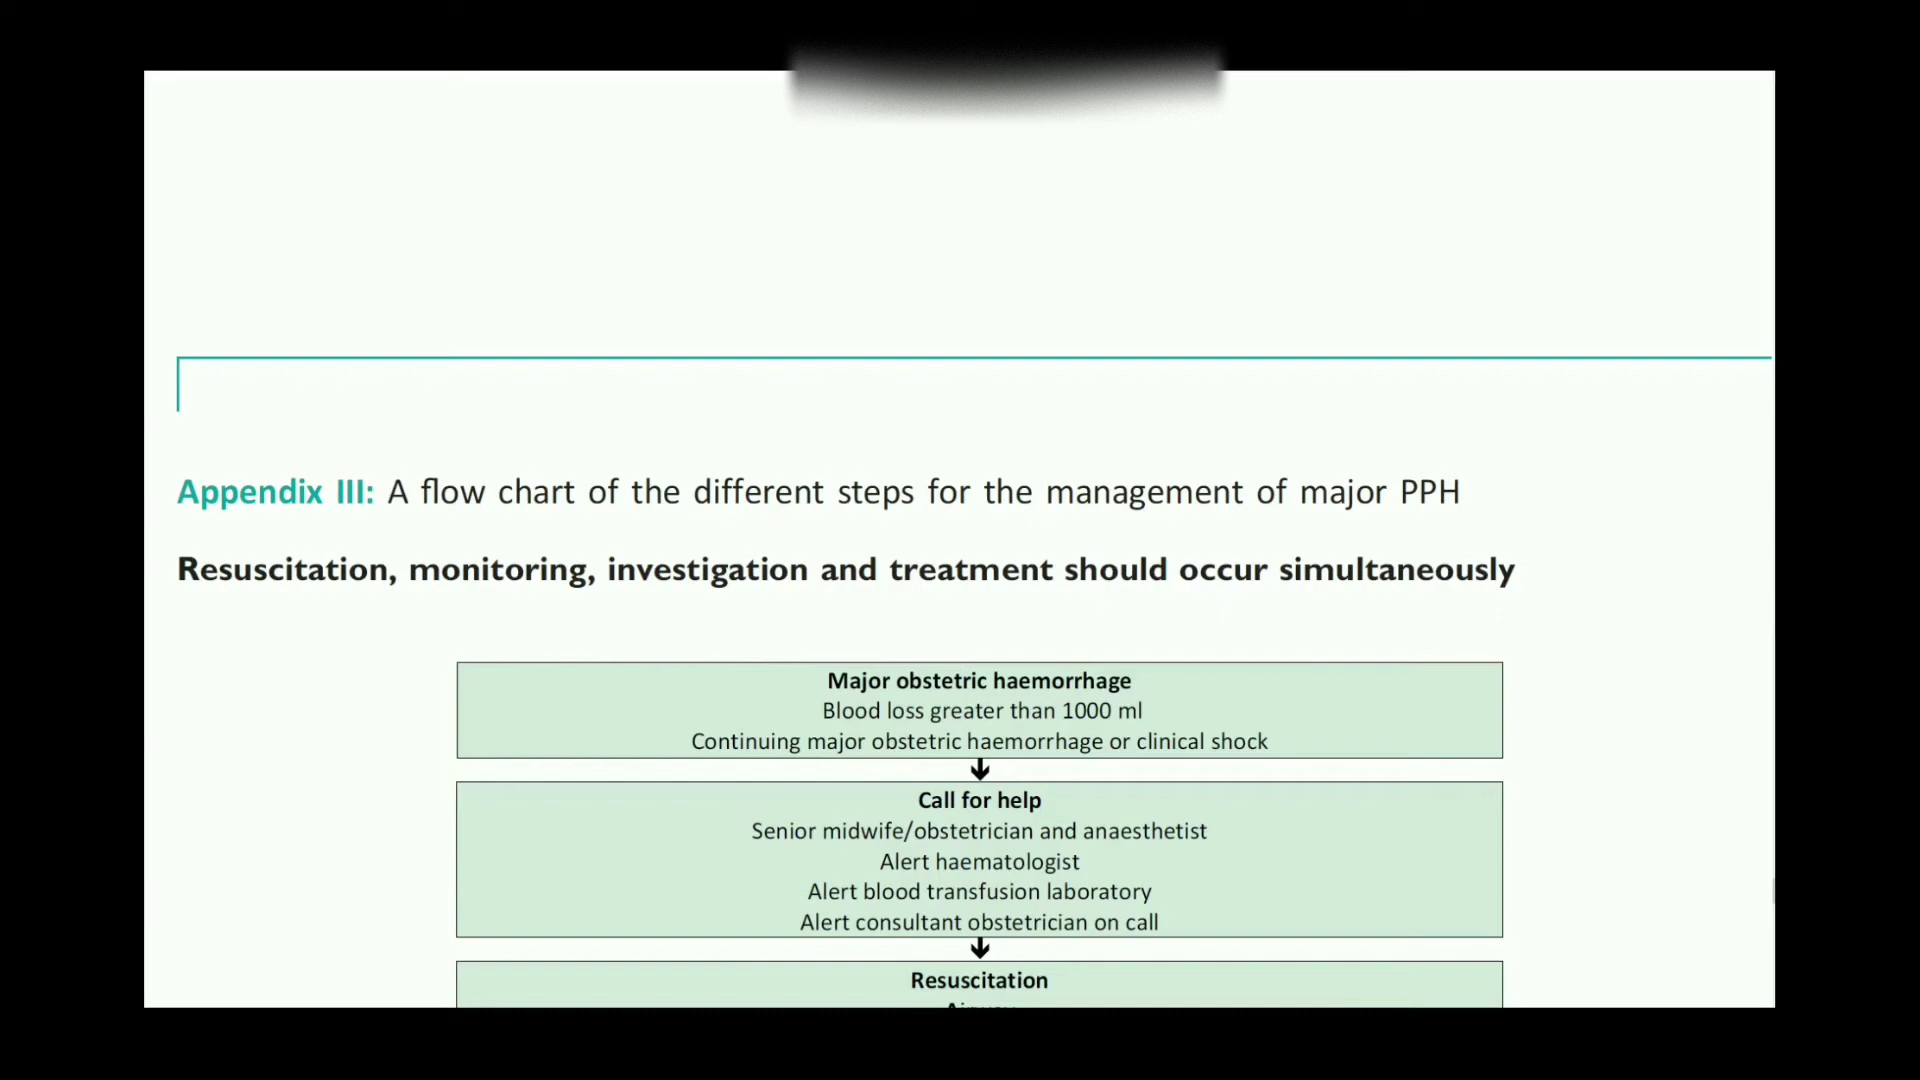 Appendix III: A flow chart of the different steps for the management of major PPH
Resuscitation, monitoring, investigation and treatment should occur simultaneously
Major obstetric haemorrhage
Blood loss greater than 1000 ml
Continuing major obstetric haemorrhage or clinical shock
Call for help
Senior midwife/obstetrician and anaesthetist
Alert haematologist
Alert blood transfusion laboratory
Alert consultant obstetrician on call
Resuscitation